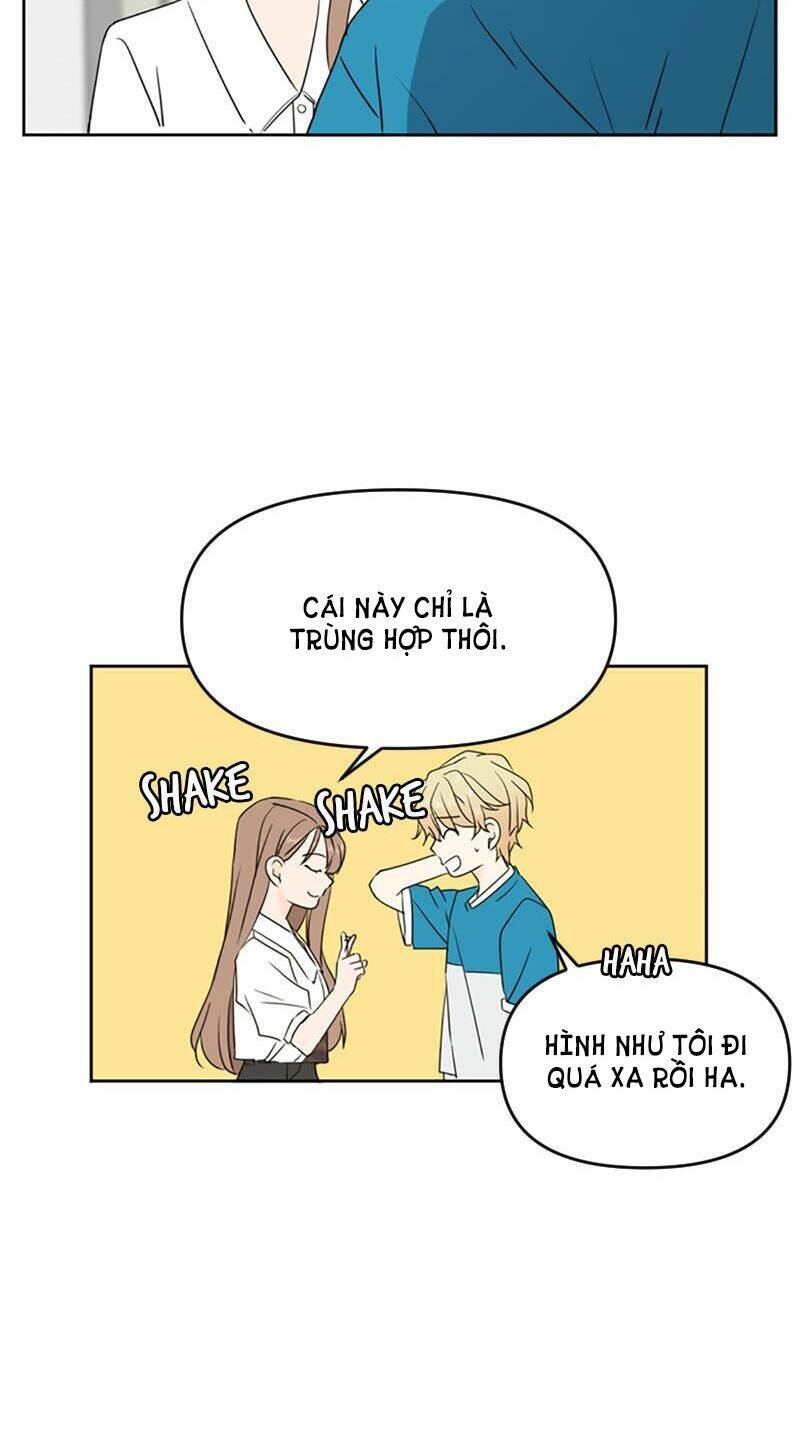 CÁI NÀY CHỈ LÀ
TRÙNG HỢP THÔI.
SHAKE
SHAKE
HAHA
HÌNH NHƯ TÔI ĐI
QUÁ XA RỒI HA.